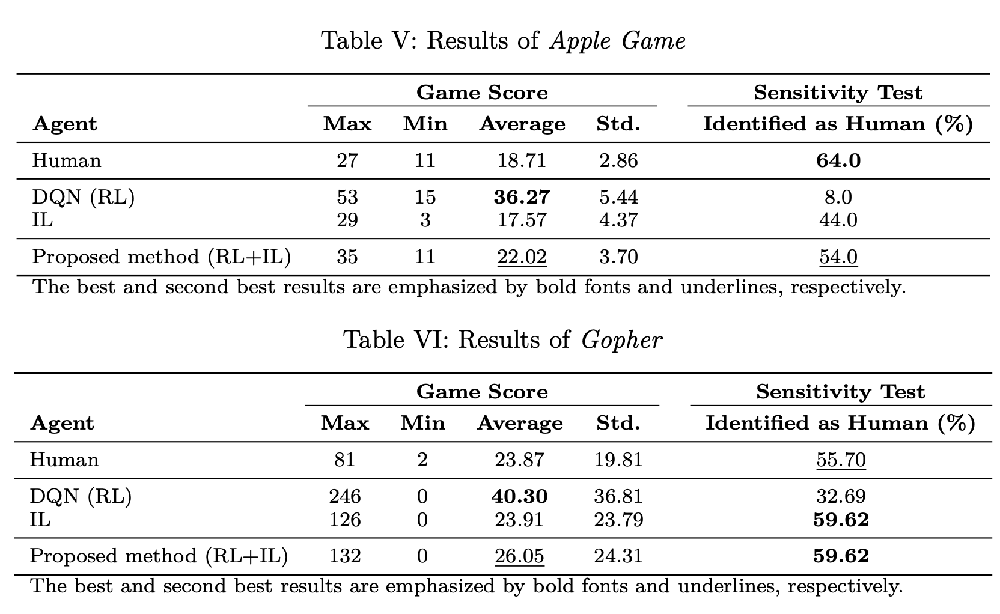 Table V: Results of Apple Game
Game Score Sensitivity Test
Agent Max Min Average Std. Identified as Human (%)
Human 27 11 18.71 2.86 64.0
DQN (RL) 53 15 36.27 5.44 8.0
IL 29 3 17.57 4.37 44.0
Proposed method (RL+IL) 35 11 22.02 3.70 54.0
The best and second best results are emphasized by bold fonts and underlines, respectively.
Table VI: Results of Gopher
Game Score Sensitivity Test
Agent Max Min Average Std. Identified as Human (%)
Human 81 2 23.87 19.81 55.70
DQN (RL) 246 0 40.30 36.81 32.69
IL 126 0 23.91 23.79 59.62
Proposed method (RL+IL) 132 0 26.05 24.31 59.62
The best and second best results are emphasized by bold fonts and underlines, respectively.